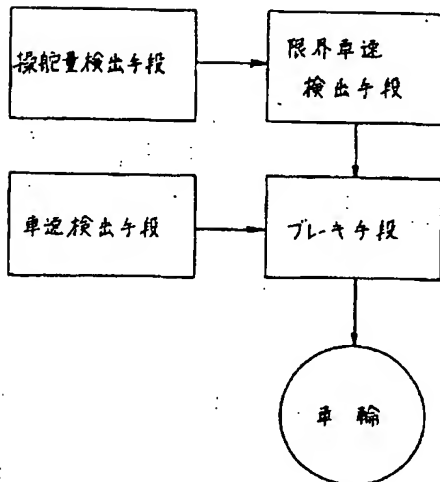 操舵量検出手段
限界車速
検出手段
車速検出手段
ブレーキ手段
車輪